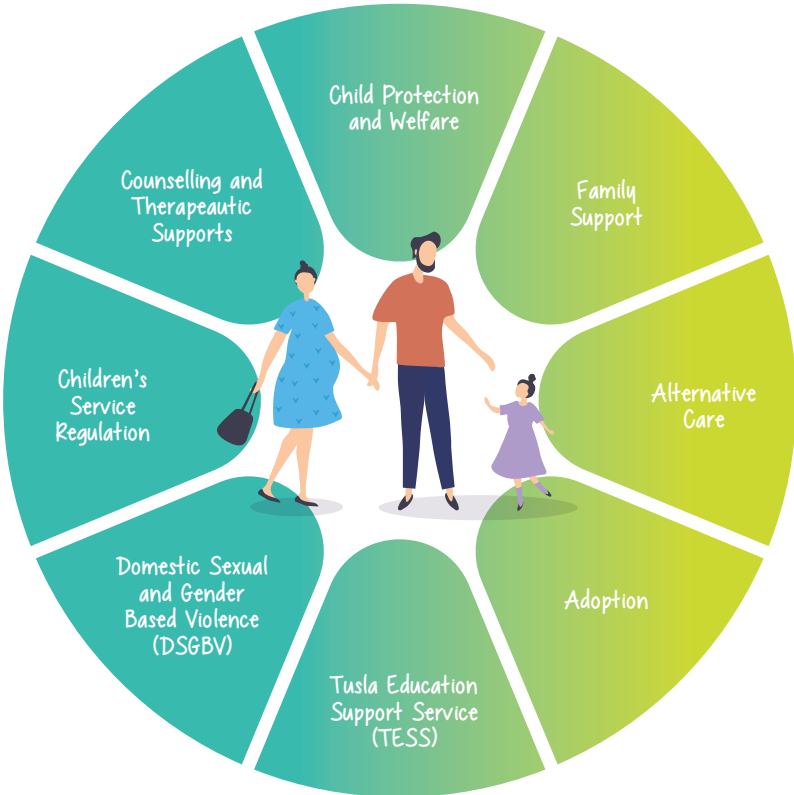 Child Protection
and Welfare
Family
Support
Alternative
Care
Adoption
Tusla Education
Support Service
(TESS)
Domestic Sexual
and Gender
Based Violence
(DSGBV)
Children's
Service
Regulation
Counselling and
Therapeautic
Supports